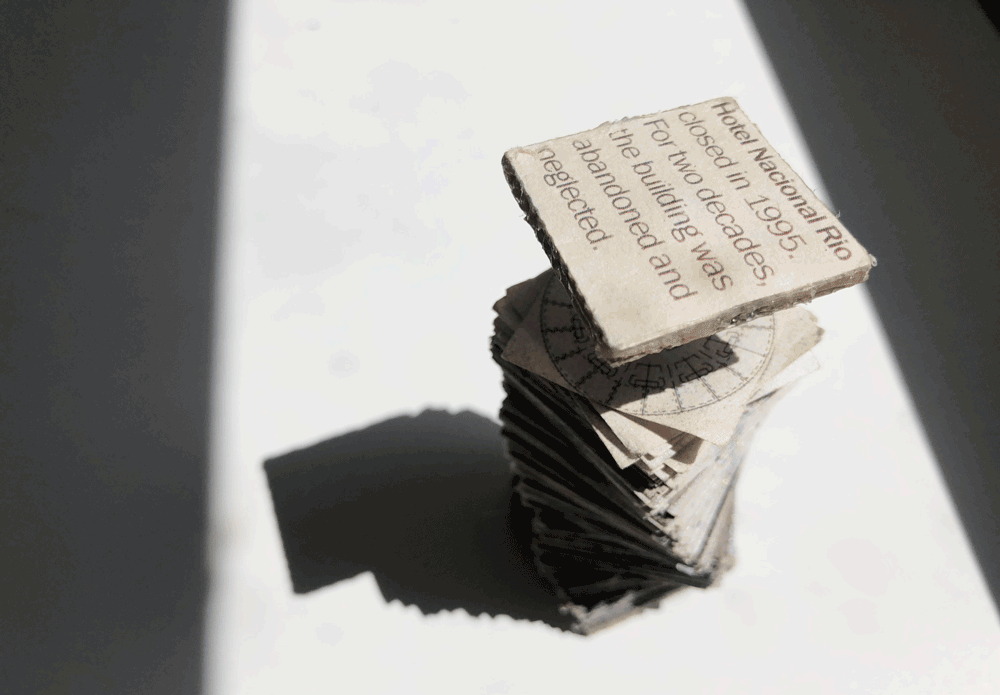 Hotel Nacional Rio
closed in 1995.
For two decades,
the building was
abandoned and
neglected.